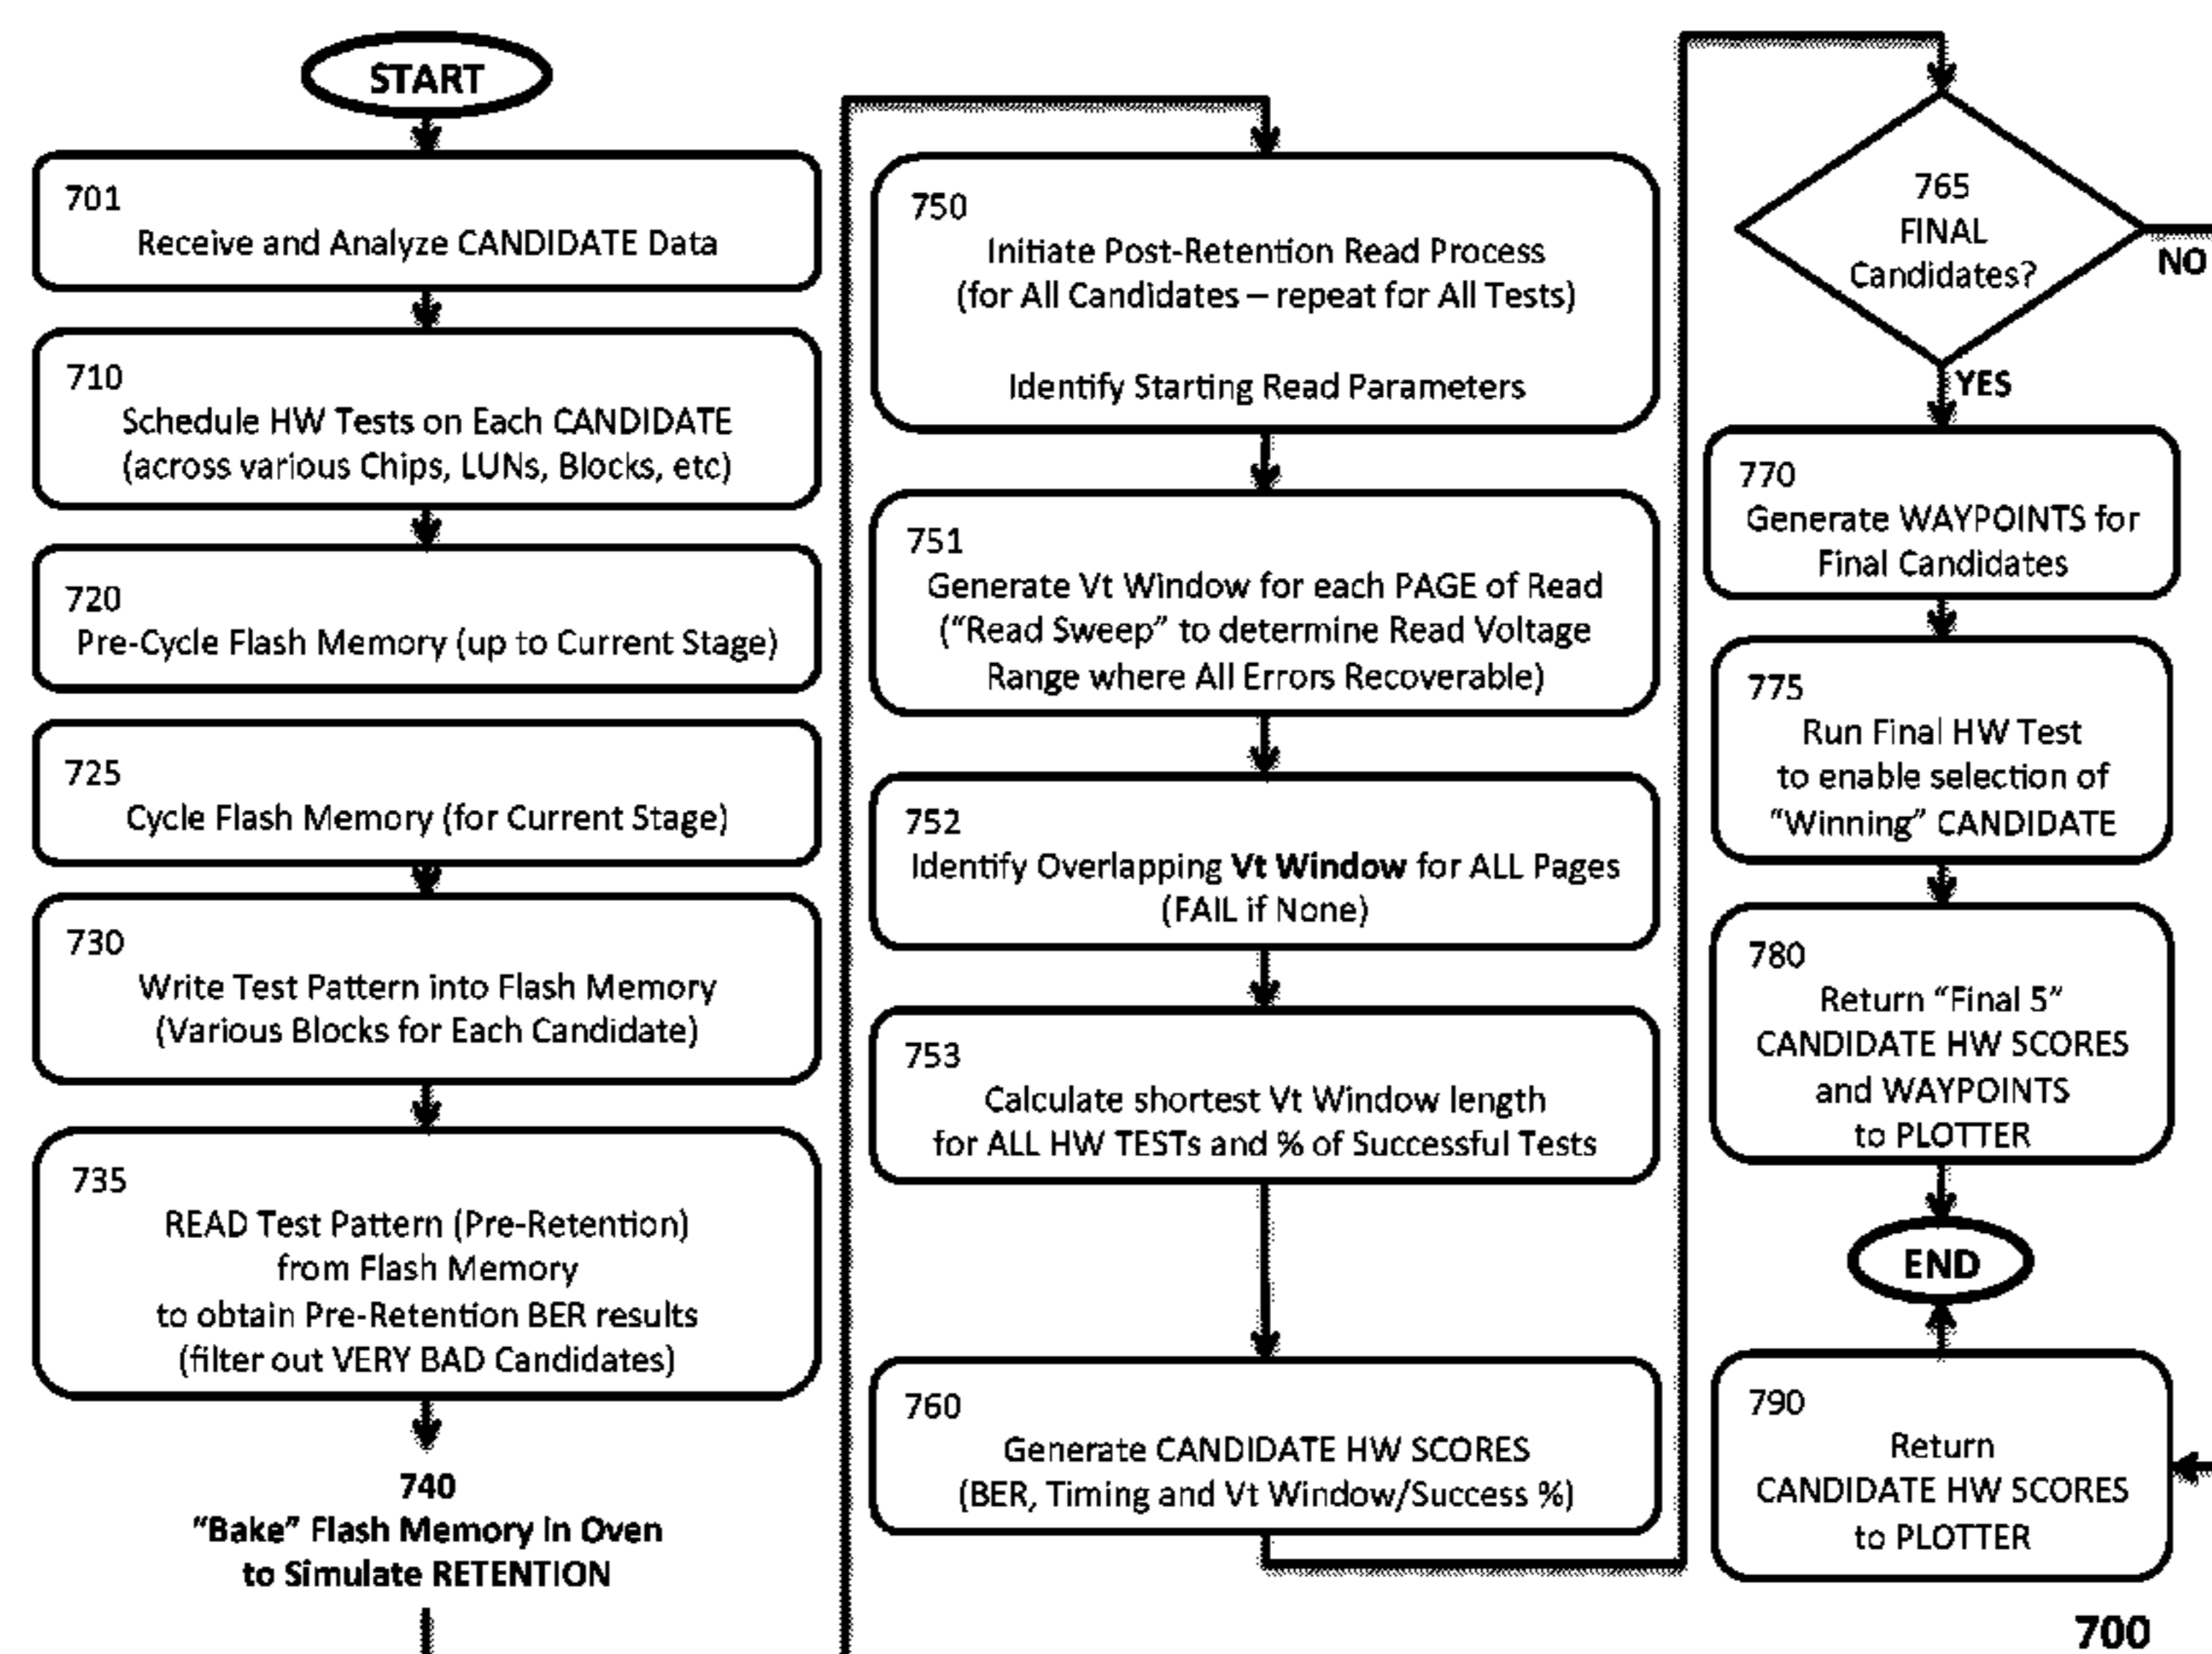 START
701
Receive and Analyze CANDIDATE Data
710
Schedule HW Tests on Each CANDIDATE
(across various Chips, LUNs, Blocks, etc)
720
Pre-Cycle Flash Memory (up to Current Stage)
725
Cycle Flash Memory (for Current Stage)
730
Write Test Pattern into Flash Memory
(Various Blocks for Each Candidate)
735
READ Test Pattern (Pre-Retention)
from Flash Memory
to obtain Pre-Retention BER results
(filter out VERY BAD Candidates)
740
“Bake” Flash Memory in Oven
to Simulate RETENTION
750
Initiate Post-Retention Read Process
(for All Candidates – repeat for All Tests)
Identify Starting Read Parameters
751
Generate Vt Window for each PAGE of Read
(“Read Sweep” to determine Read Voltage
Range where All Errors Recoverable)
752
Identify Overlapping Vt Window for ALL Pages
(FAIL if None)
753
Calculate shortest Vt Window length
for ALL HW TESTs and % of Successful Tests
760
Generate CANDIDATE HW SCORES
(BER, Timing and Vt Window/Success %)
765
FINAL
Candidates?
NO
YES
770
Generate WAYPOINTS for
Final Candidates
775
Run Final HW Test
to enable selection of
“Winning” CANDIDATE
780
Return “Final 5”
CANDIDATE HW SCORES
and WAYPOINTS
to PLOTTER
END
790
Return
CANDIDATE HW SCORES
to PLOTTER
700